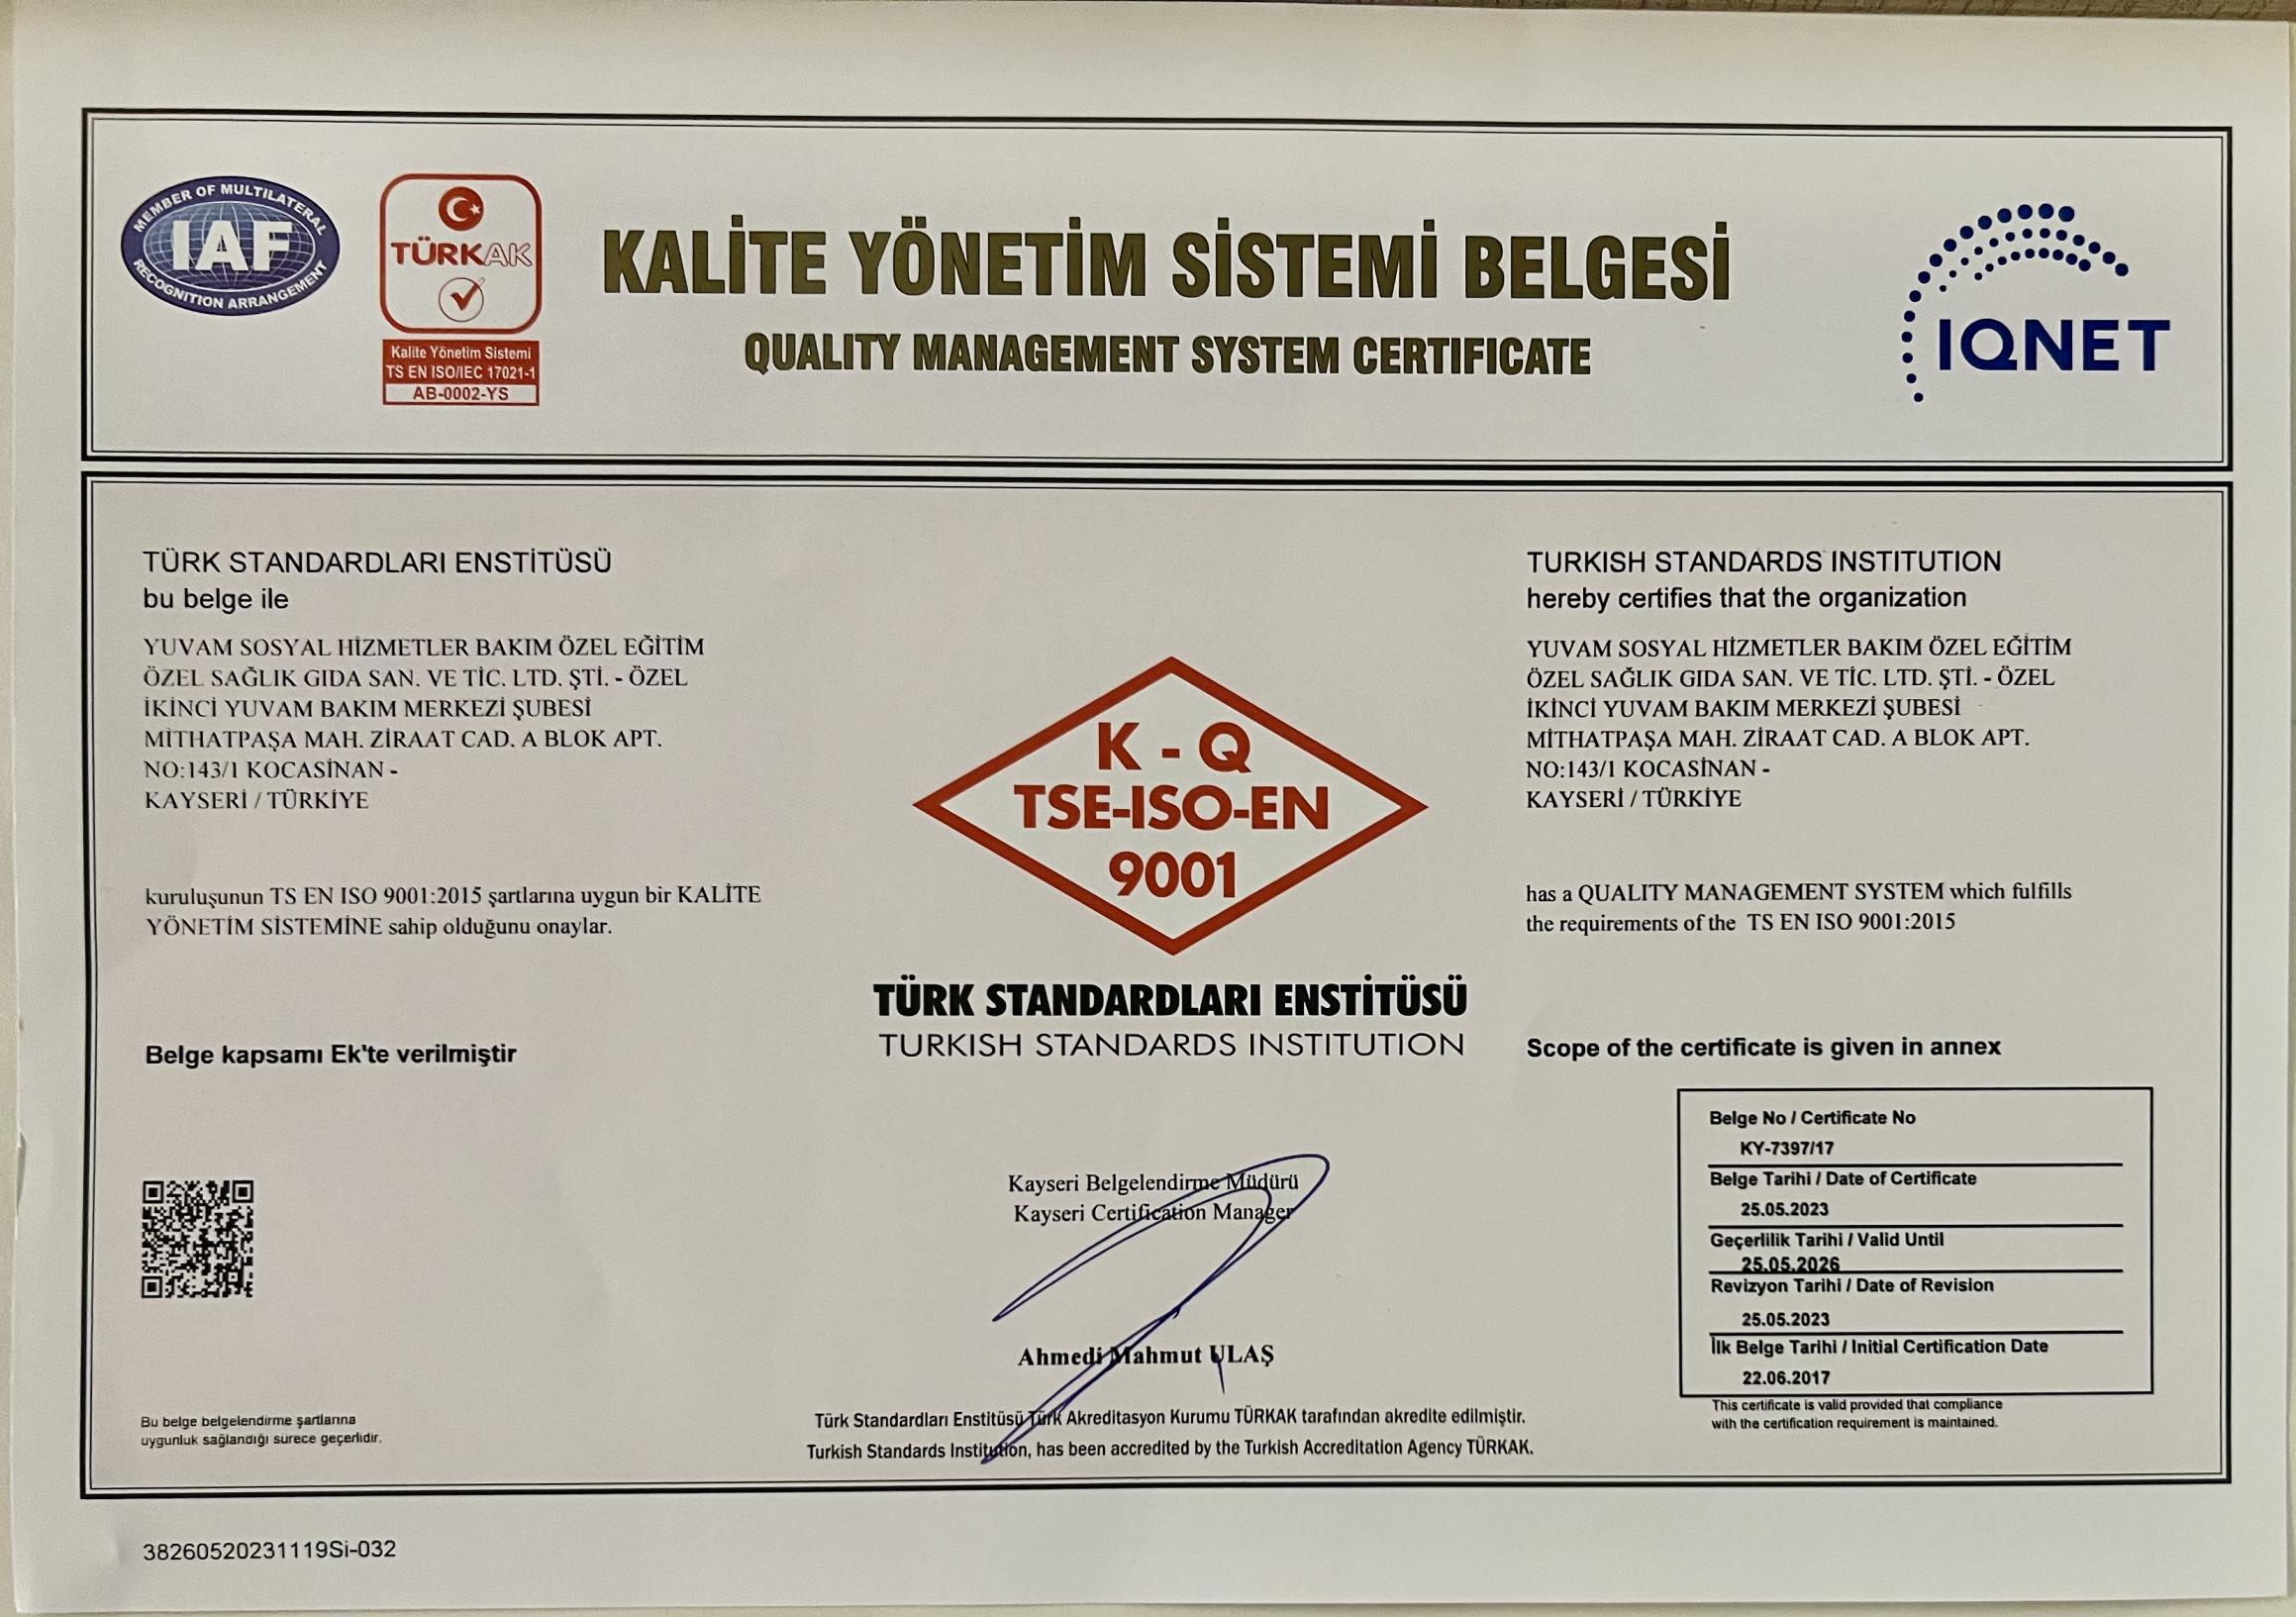 MEMBER OF MULTILATERAL
IAF
RECOGNITION ARRANGEMENT
TÜRKAK
Kalite Yönetim Sistemi
TS EN ISO/IEC 17021-1
AB-0002-YS
KALİTE YÖNETİM SİSTEMİ BELGESİ
QUALITY MANAGEMENT SYSTEM CERTIFICATE
IQNET
TÜRK STANDARDLARI ENSTİTÜSÜ
bu belge ile
YUVAM SOSYAL HİZMETLER BAKIM ÖZEL EĞİTİM
ÖZEL SAĞLIK GIDA SAN. VE TİC. LTD. ŞTİ. - ÖZEL
İKİNCİ YUVAM BAKIM MERKEZİ ŞUBESİ
MİTHATPAŞA MAH. ZİRAAT CAD. A BLOK APT.
NO:143/1 KOCASİNAN -
KAYSERİ / TÜRKİYE
kuruluşunun TS EN ISO 9001:2015 şartlarına uygun bir KALİTE
YÖNETİM SİSTEMİNE sahip olduğunu onaylar.
Belge kapsamı Ek'te verilmiştir
Bu belge belgelendirme şartlarına
uygunluk sağlandığı sürece geçerlidir.
K - Q
TSE-ISO-EN
9001
TÜRK STANDARDLARI ENSTİTÜSÜ
TURKISH STANDARDS INSTITUTION
Kayseri Belgelendirme Müdürü
Kayseri Certification Manager
Ahmedi Mahmut ULAŞ
Türk Standardları Enstitüsü Türk Akreditasyon Kurumu TÜRKAK tarafından akredite edilmiştir.
Turkish Standards Institution, has been accredited by the Turkish Accreditation Agency TÜRKAK.
TURKISH STANDARDS INSTITUTION
hereby certifies that the organization
YUVAM SOSYAL HİZMETLER BAKIM ÖZEL EĞİTİM
ÖZEL SAĞLIK GIDA SAN. VE TİC. LTD. ŞTİ. - ÖZEL
İKİNCİ YUVAM BAKIM MERKEZİ ŞUBESİ
MİTHATPAŞA MAH. ZİRAAT CAD. A BLOK APT.
NO:143/1 KOCASİNAN -
KAYSERİ / TÜRKİYE
has a QUALITY MANAGEMENT SYSTEM which fulfills
the requirements of the TS EN ISO 9001:2015
Scope of the certificate is given in annex
Belge No / Certificate No
KY-7397/17
Belge Tarihi / Date of Certificate
25.05.2023
Geçerlilik Tarihi / Valid Until
25.05.2026
Revizyon Tarihi / Date of Revision
25.05.2023
İlk Belge Tarihi / Initial Certification Date
22.06.2017
This certificate is valid provided that compliance
with the certification requirement is maintained.
38260520231119Si-032